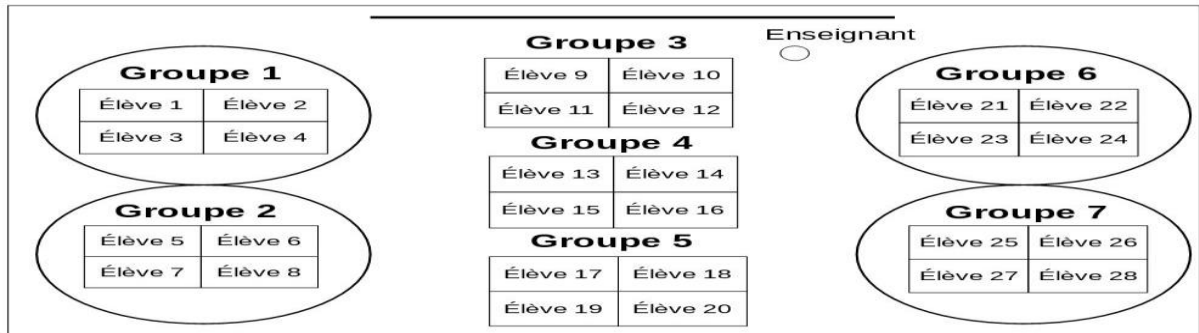 Enseignant
Groupe 1
Élève 1 Élève 2
Élève 3 Élève 4
Groupe 2
Élève 5 Élève 6
Élève 7 Élève 8
Groupe 3
Élève 9 Élève 10
Élève 11 Élève 12
Groupe 4
Élève 13 Élève 14
Élève 15 Élève 16
Groupe 5
Élève 17 Élève 18
Élève 19 Élève 20
Groupe 6
Élève 21 Élève 22
Élève 23 Élève 24
Groupe 7
Élève 25 Élève 26
Élève 27 Élève 28